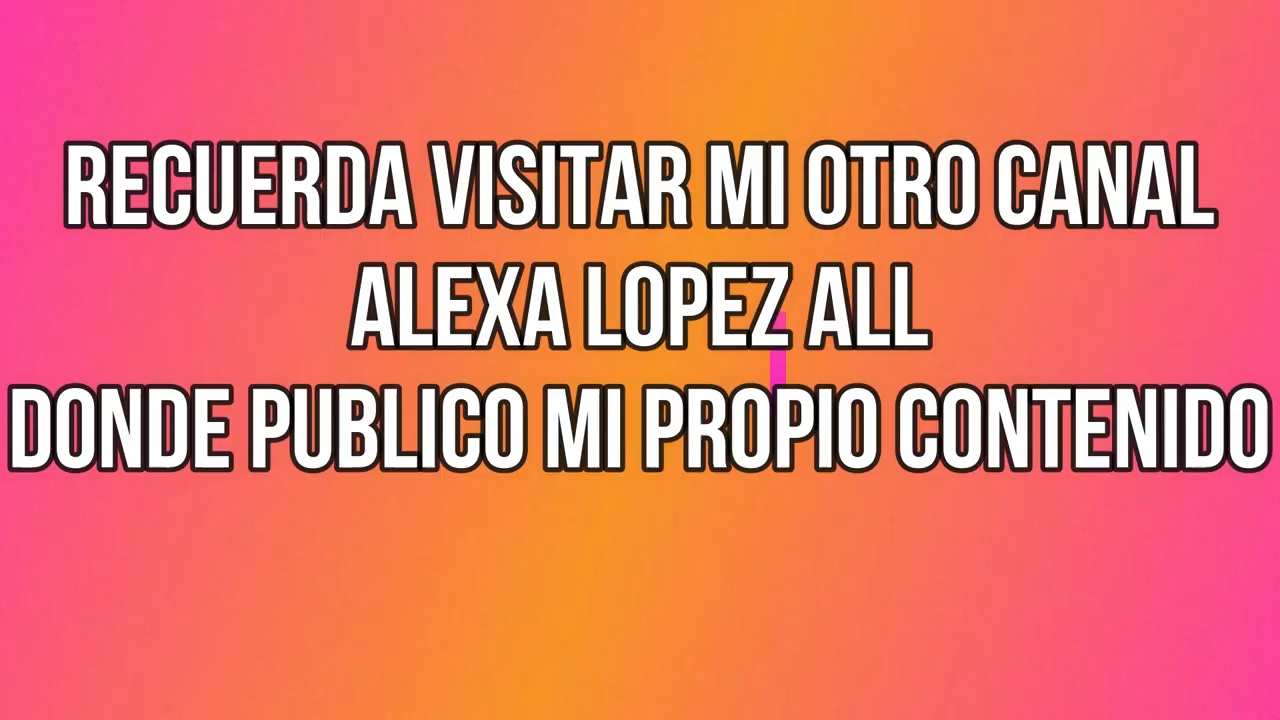 RECUERDA VISITAR MI OTRO CANAL
ALEXA LOPEZ ALL
DONDE PUBLICO MI PROPIO CONTENIDO